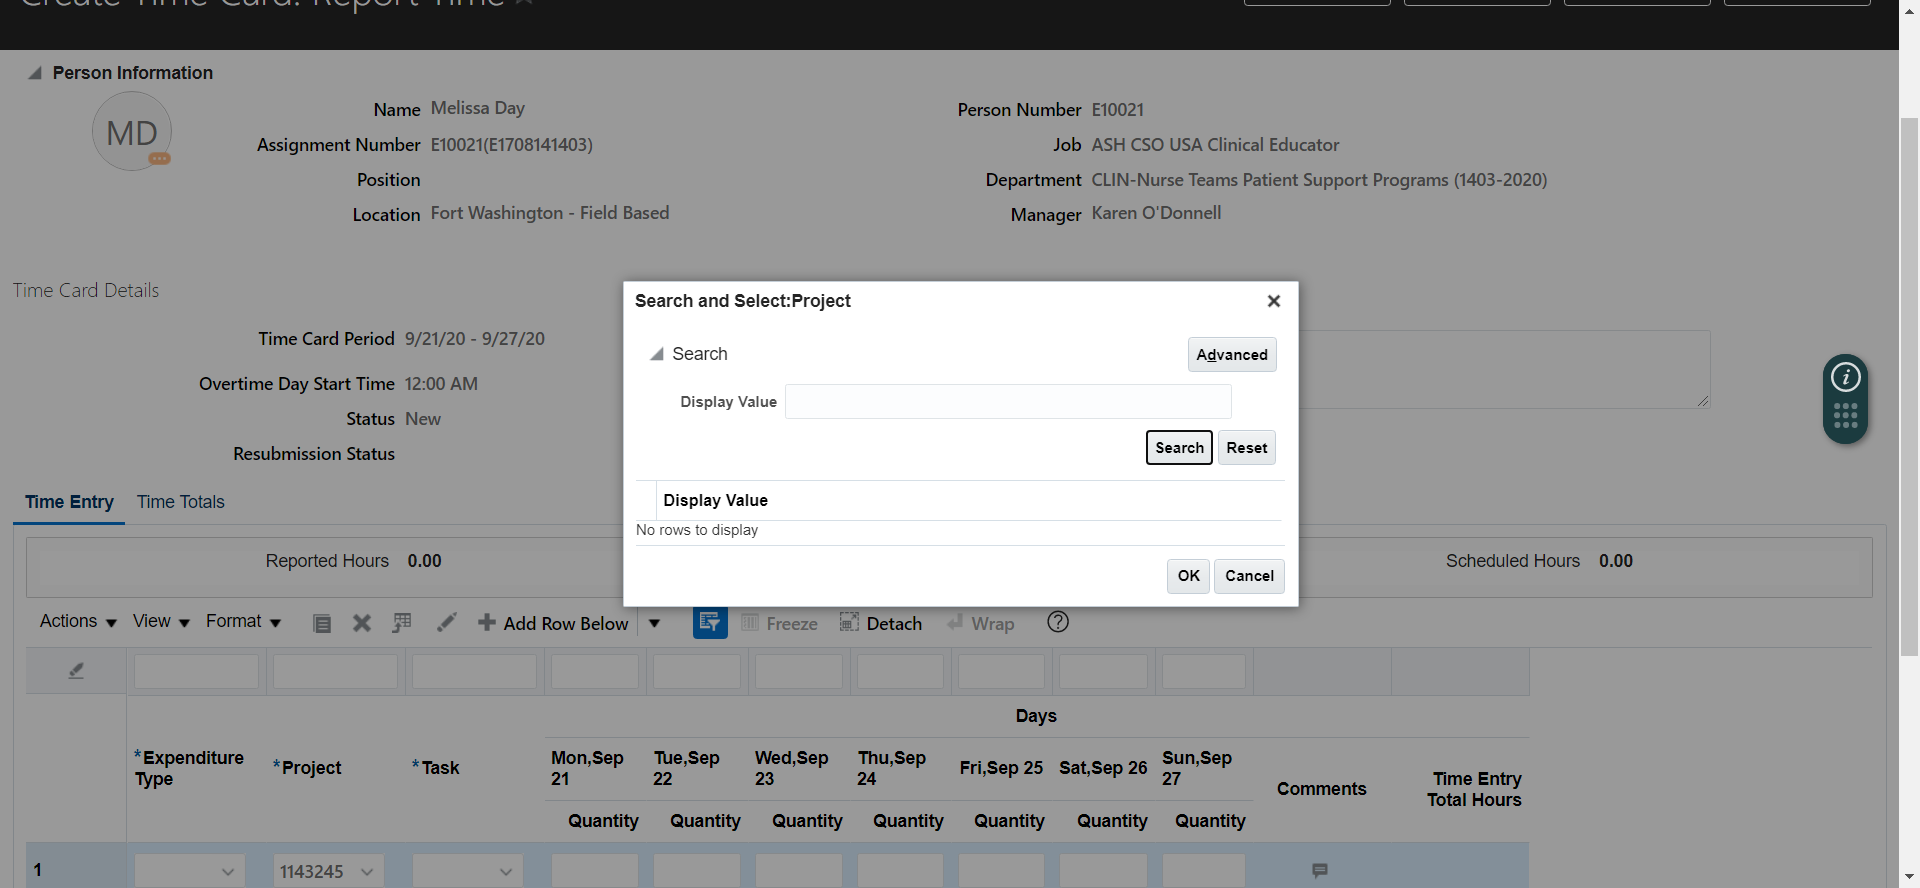 Create Time Card: Report Time
Person Information
MD
Name Melissa Day
Assignment Number E10021(E1708141403)
Position
Location Fort Washington - Field Based
Person Number E10021
Job ASH CSO USA Clinical Educator
Department CLIN-Nurse Teams Patient Support Programs (1403-2020)
Manager Karen O'Donnell
Time Card Details
Time Card Period 9/21/20 - 9/27/20
Overtime Day Start Time 12:00 AM
Status New
Resubmission Status
Search and Select:Project
Search
Advanced
Display Value
Search Reset
Display Value
No rows to display
OK Cancel
Time Entry Time Totals
Reported Hours 0.00
Scheduled Hours 0.00
Actions View Format Add Row Below Freeze Detach Wrap
Days
*Expenditure Type
*Project
*Task
Mon,Sep 21
Tue,Sep 22
Wed,Sep 23
Thu,Sep 24
Fri,Sep 25
Sat,Sep 26
Sun,Sep 27
Comments
Time Entry Total Hours
Quantity Quantity Quantity Quantity Quantity Quantity Quantity
1 1143245